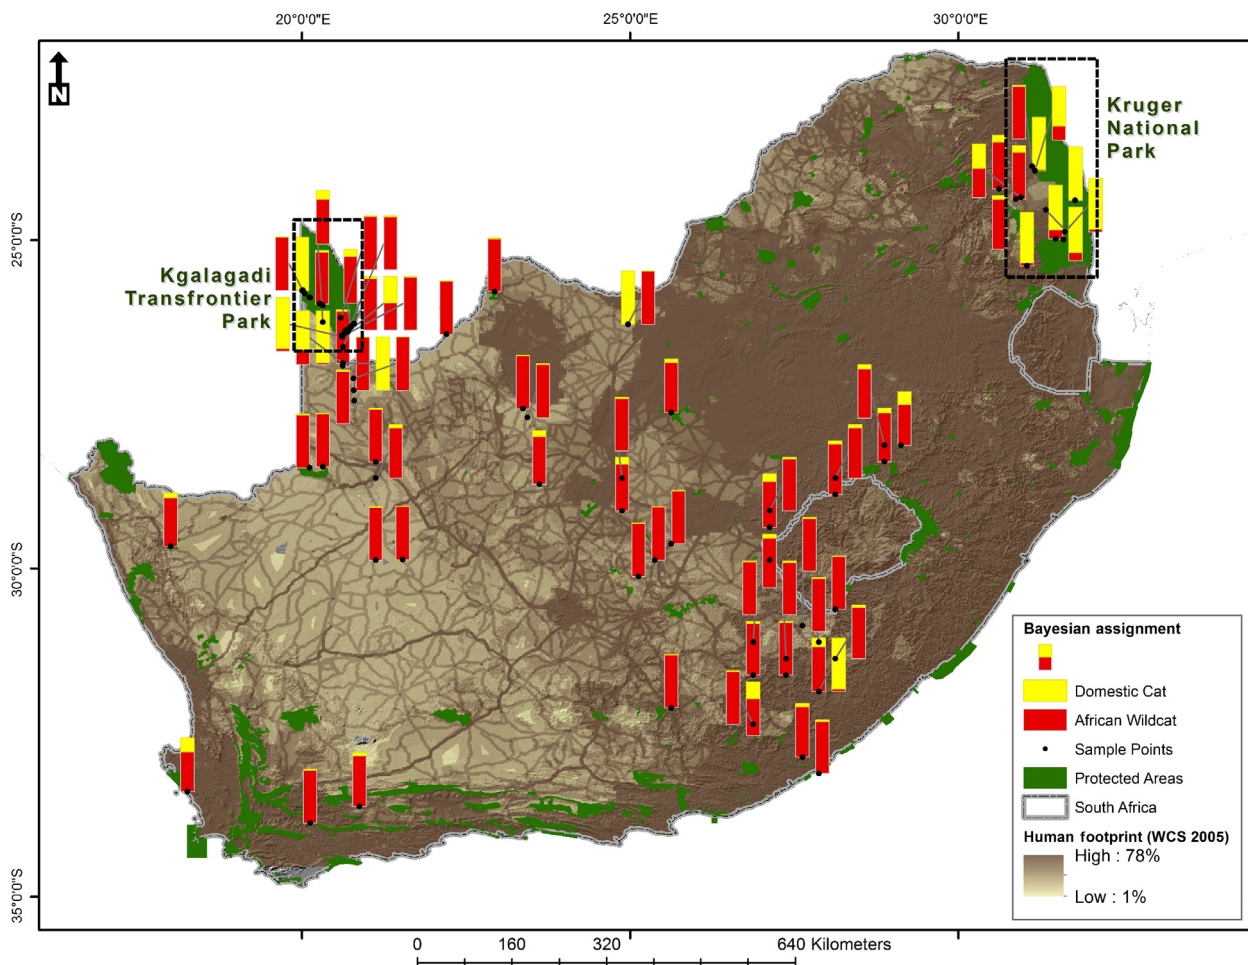 20°0'0"E
25°0'0"E
30°0'0"E
N
Kruger
National
Park
25°0'0"S
Kgalagadi
Transfrontier
Park
30°0'0"S
35°0'0"S
Bayesian assignment
Domestic Cat
African Wildcat
Sample Points
Protected Areas
South Africa
Human footprint (WCS 2005)
High : 78%
Low : 1%
0 160 320 640 Kilometers